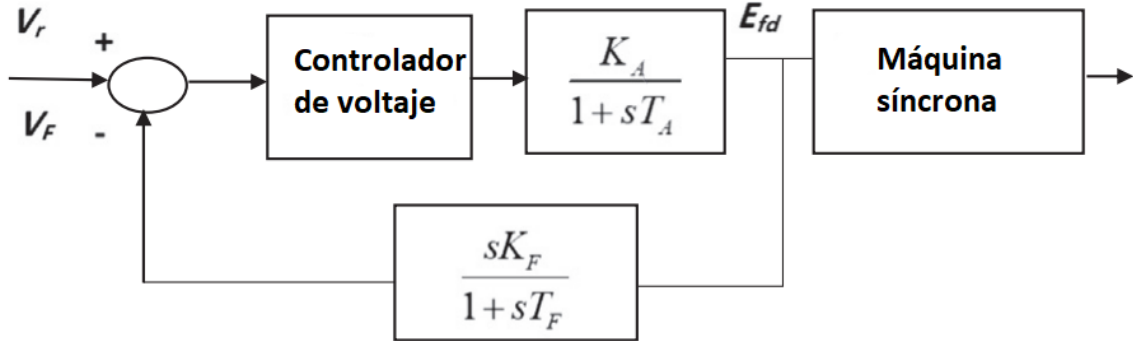 V_r
+
E_fd
Controlador
de voltaje
K_A
1 + sT_A
Máquina
síncrona
V_F
-
sK_F
1 + sT_F